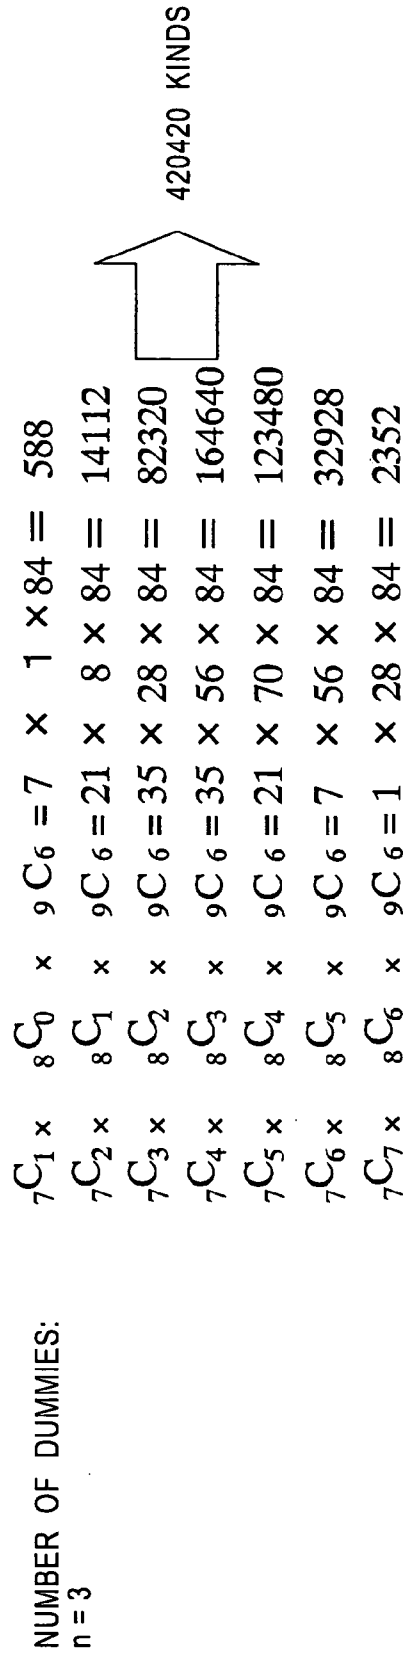 NUMBER OF DUMMIES:
n = 3
₇C₁ × ₈C₀ × ₉C₆ = 7 × 1 × 84 = 588
₇C₂ × ₈C₁ × ₉C₆ = 21 × 8 × 84 = 14112
₇C₃ × ₈C₂ × ₉C₆ = 35 × 28 × 84 = 82320
₇C₄ × ₈C₃ × ₉C₆ = 35 × 56 × 84 = 164640
₇C₅ × ₈C₄ × ₉C₆ = 21 × 70 × 84 = 123480
₇C₆ × ₈C₅ × ₉C₆ = 7 × 56 × 84 = 32928
₇C₇ × ₈C₆ × ₉C₆ = 1 × 28 × 84 = 2352
420420 KINDS